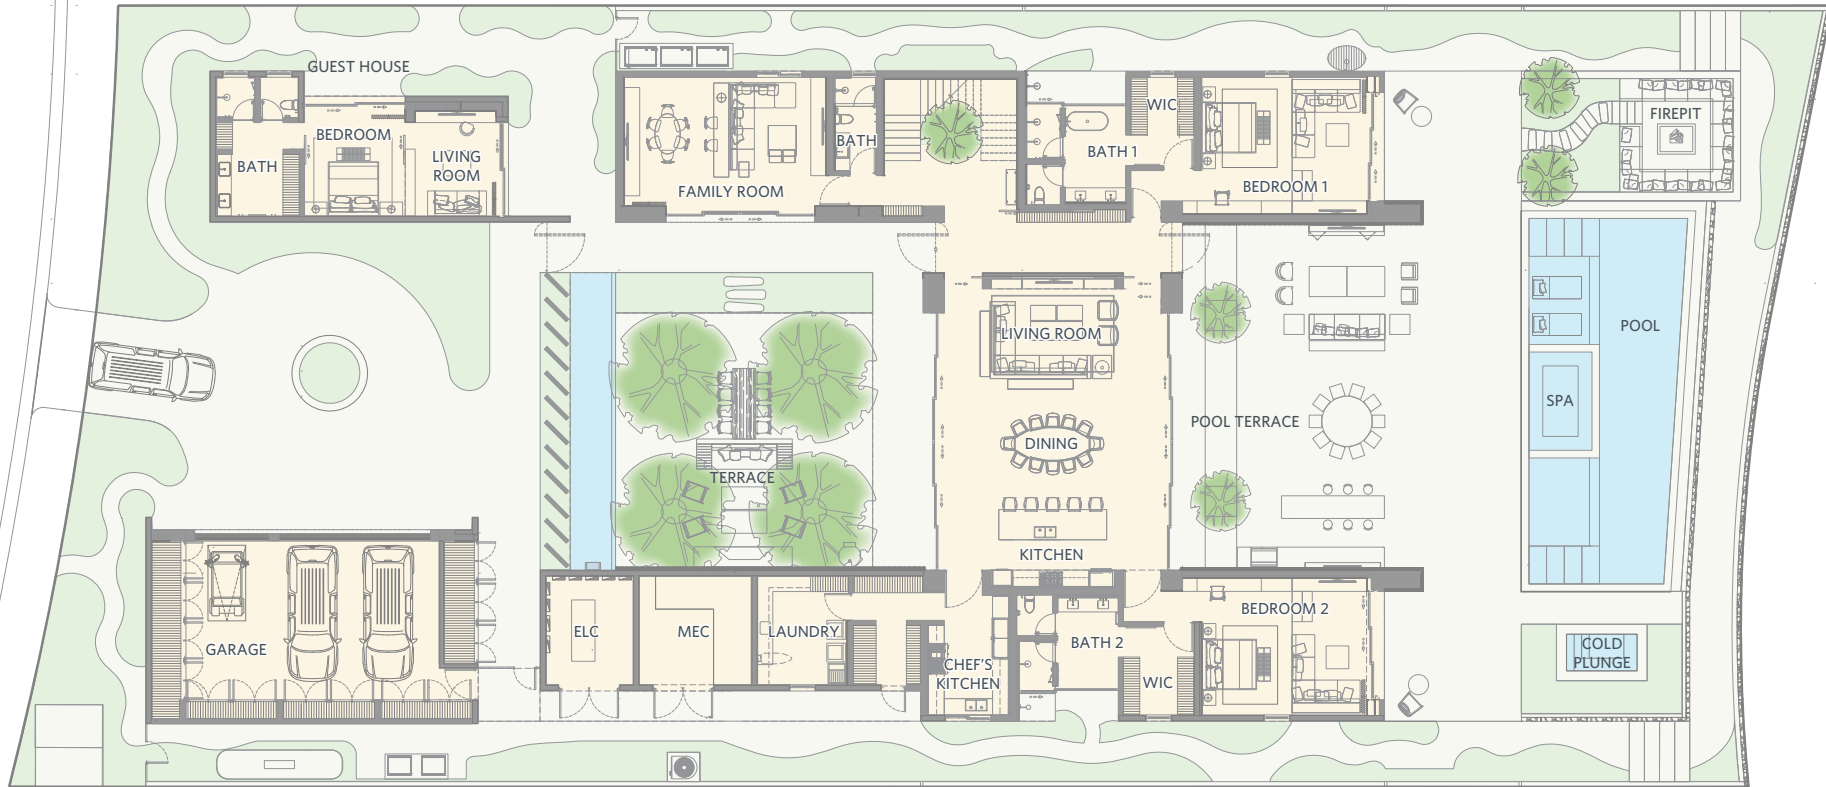 GUEST HOUSE
BEDROOM
BATH
LIVING
ROOM
FAMILY ROOM
BATH
BATH 1
WIC
BEDROOM 1
FIREPIT
LIVING ROOM
POOL
SPA
POOL TERRACE
DINING
TERRACE
KITCHEN
GARAGE
ELC
MEC
LAUNDRY
CHEF'S
KITCHEN
BATH 2
WIC
BEDROOM 2
COLD
PLUNGE